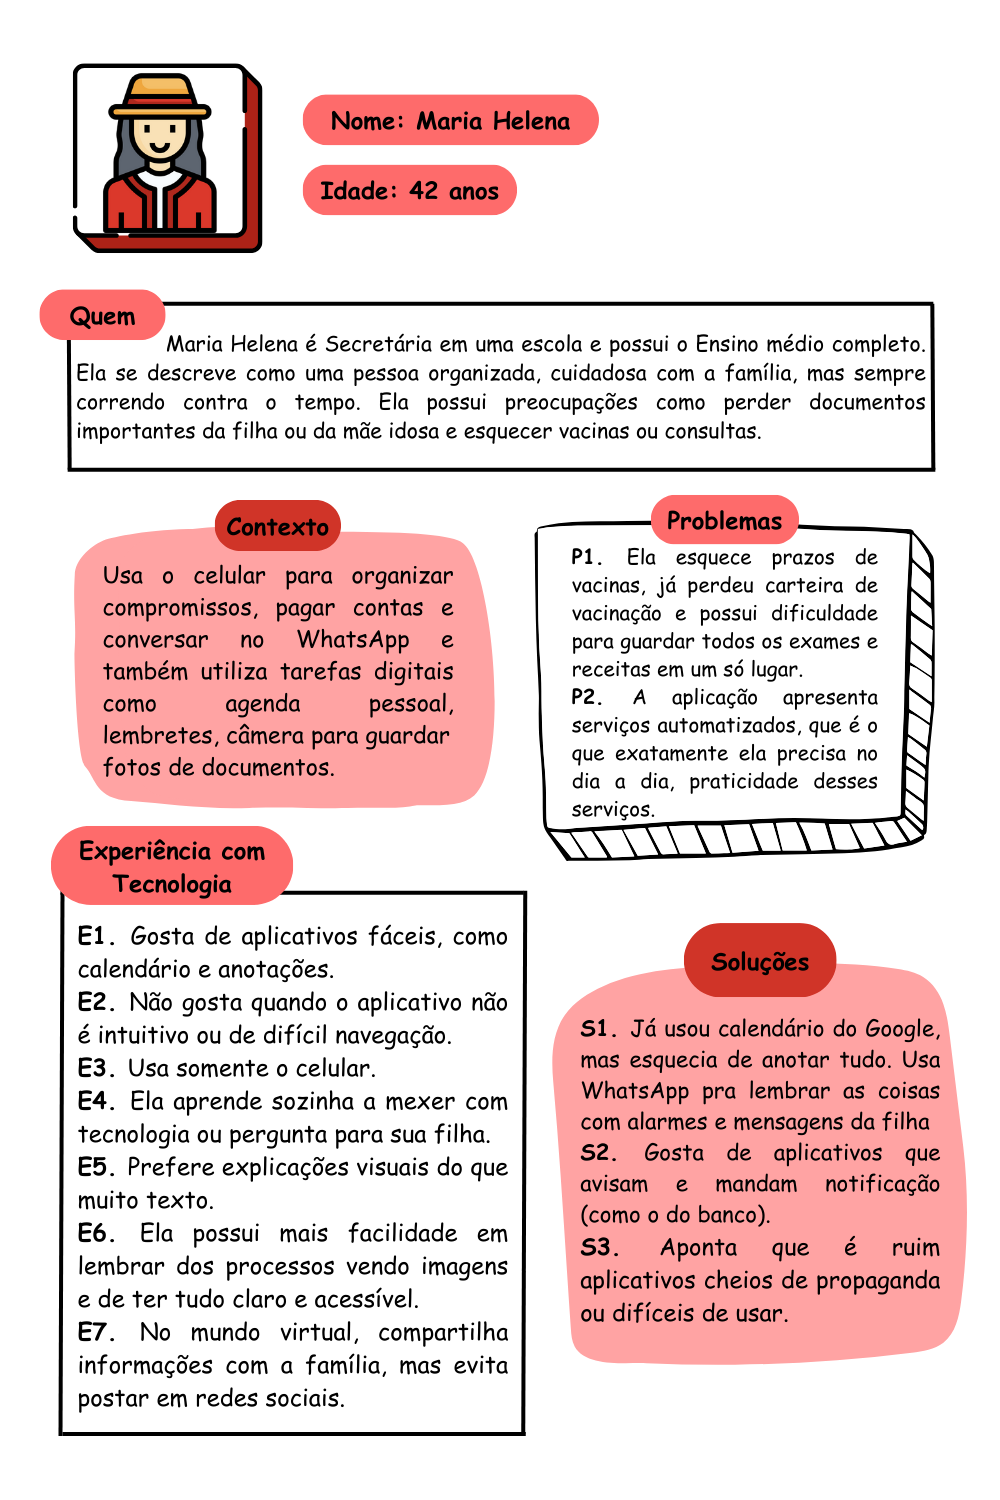 Nome: Maria Helena
Idade: 42 anos
Quem
Maria Helena é Secretária em uma escola e possui o Ensino médio completo.
Ela se descreve como uma pessoa organizada, cuidadosa com a família, mas sempre
correndo contra o tempo. Ela possui preocupações como perder documentos
importantes da filha ou da mãe idosa e esquecer vacinas ou consultas.
Contexto
Usa o celular para organizar
compromissos, pagar contas e
conversar no WhatsApp e
também utiliza tarefas digitais
como agenda pessoal,
lembretes, câmera para guardar
fotos de documentos.
Problemas
P1. Ela esquece prazos de
vacinas, já perdeu carteira de
vacinação e possui dificuldade
para guardar todos os exames e
receitas em um só lugar.
P2. A aplicação apresenta
serviços automatizados, que é o
que exatamente ela precisa no
dia a dia, praticidade desses
serviços.
Experiência com
Tecnologia
E1. Gosta de aplicativos fáceis, como
calendário e anotações.
E2. Não gosta quando o aplicativo não
é intuitivo ou de difícil navegação.
E3. Usa somente o celular.
E4. Ela aprende sozinha a mexer com
tecnologia ou pergunta para sua filha.
E5. Prefere explicações visuais do que
muito texto.
E6. Ela possui mais facilidade em
lembrar dos processos vendo imagens
e de ter tudo claro e acessível.
E7. No mundo virtual, compartilha
informações com a família, mas evita
postar em redes sociais.
Soluções
S1. Já usou calendário do Google,
mas esquecia de anotar tudo. Usa
WhatsApp pra lembrar as coisas
com alarmes e mensagens da filha
S2. Gosta de aplicativos que
avisam e mandam notificação
(como o do banco).
S3. Aponta que é ruim
aplicativos cheios de propaganda
ou difíceis de usar.